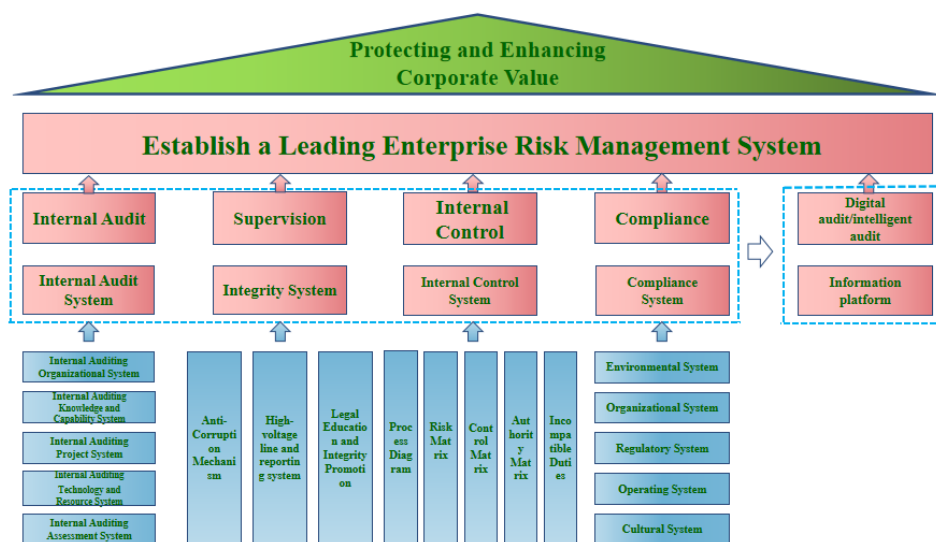 Protecting and Enhancing
Corporate Value
Establish a Leading Enterprise Risk Management System
Internal Audit
Supervision
Internal
Control
Compliance
Digital
audit/intelligent
audit
Internal Audit
System
Integrity System
Internal Control
System
Compliance
System
Information
platform
Internal Auditing
Organizational System
Internal Auditing
Knowledge and
Capability System
Internal Auditing
Project System
Internal Auditing
Technology and
Resource System
Internal Auditing
Assessment System
Anti-
Corrupti
on
Mechani
sm
High-
voltage
line and
reportin
g system
Legal
Educatio
n and
Integrity
Promoti
on
Proc
ess
Diag
ram
Risk
Mat
rix
Cont
rol
Mat
rix
Aut
horit
y
Mat
rix
Inco
mpa
tible
Duti
es
Environmental System
Organizational System
Regulatory System
Operating System
Cultural System